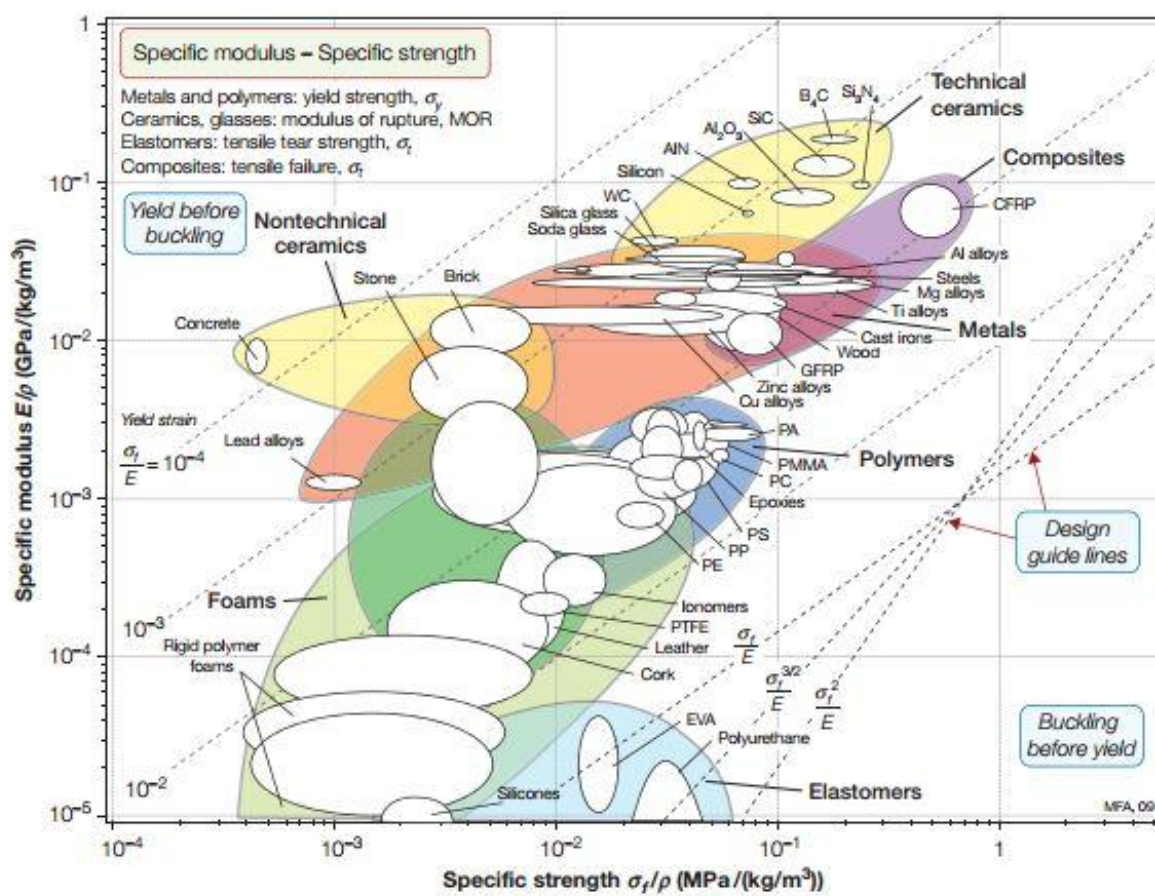 Specific modulus – Specific strength
Metals and polymers: yield strength, σy
Ceramics, glasses: modulus of rupture, MOR
Elastomers: tensile tear strength, σt
Composites: tensile failure, σt
Yield before
buckling
Nontechnical
ceramics
Technical
ceramics
Composites
B4C
Si3N4
SiC
Al2O3
AlN
Silicon
WC
Silica glass
Soda glass
CFRP
Al alloys
Steels
Mg alloys
Ti alloys
Metals
Cast irons
Wood
GFRP
Zinc alloys
Cu alloys
Stone
Brick
Concrete
Yield strain
σf/E = 10-4
Lead alloys
PA
Polymers
PMMA
PC
Epoxies
PS
PP
PE
Design
guide lines
Foams
Ionomers
PTFE
Leather
Cork
10-3
Rigid polymer
foams
σf/E
σf3/2/E
σf2/E
EVA
Polyurethane
Buckling
before yield
10-2
Silicones
Elastomers
MFA, 09
1
10-1
10-2
10-3
10-4
10-5
Specific modulus E/ρ (GPa/(kg/m3))
10-4 10-3 10-2 10-1 1
Specific strength σf/ρ (MPa/(kg/m3))